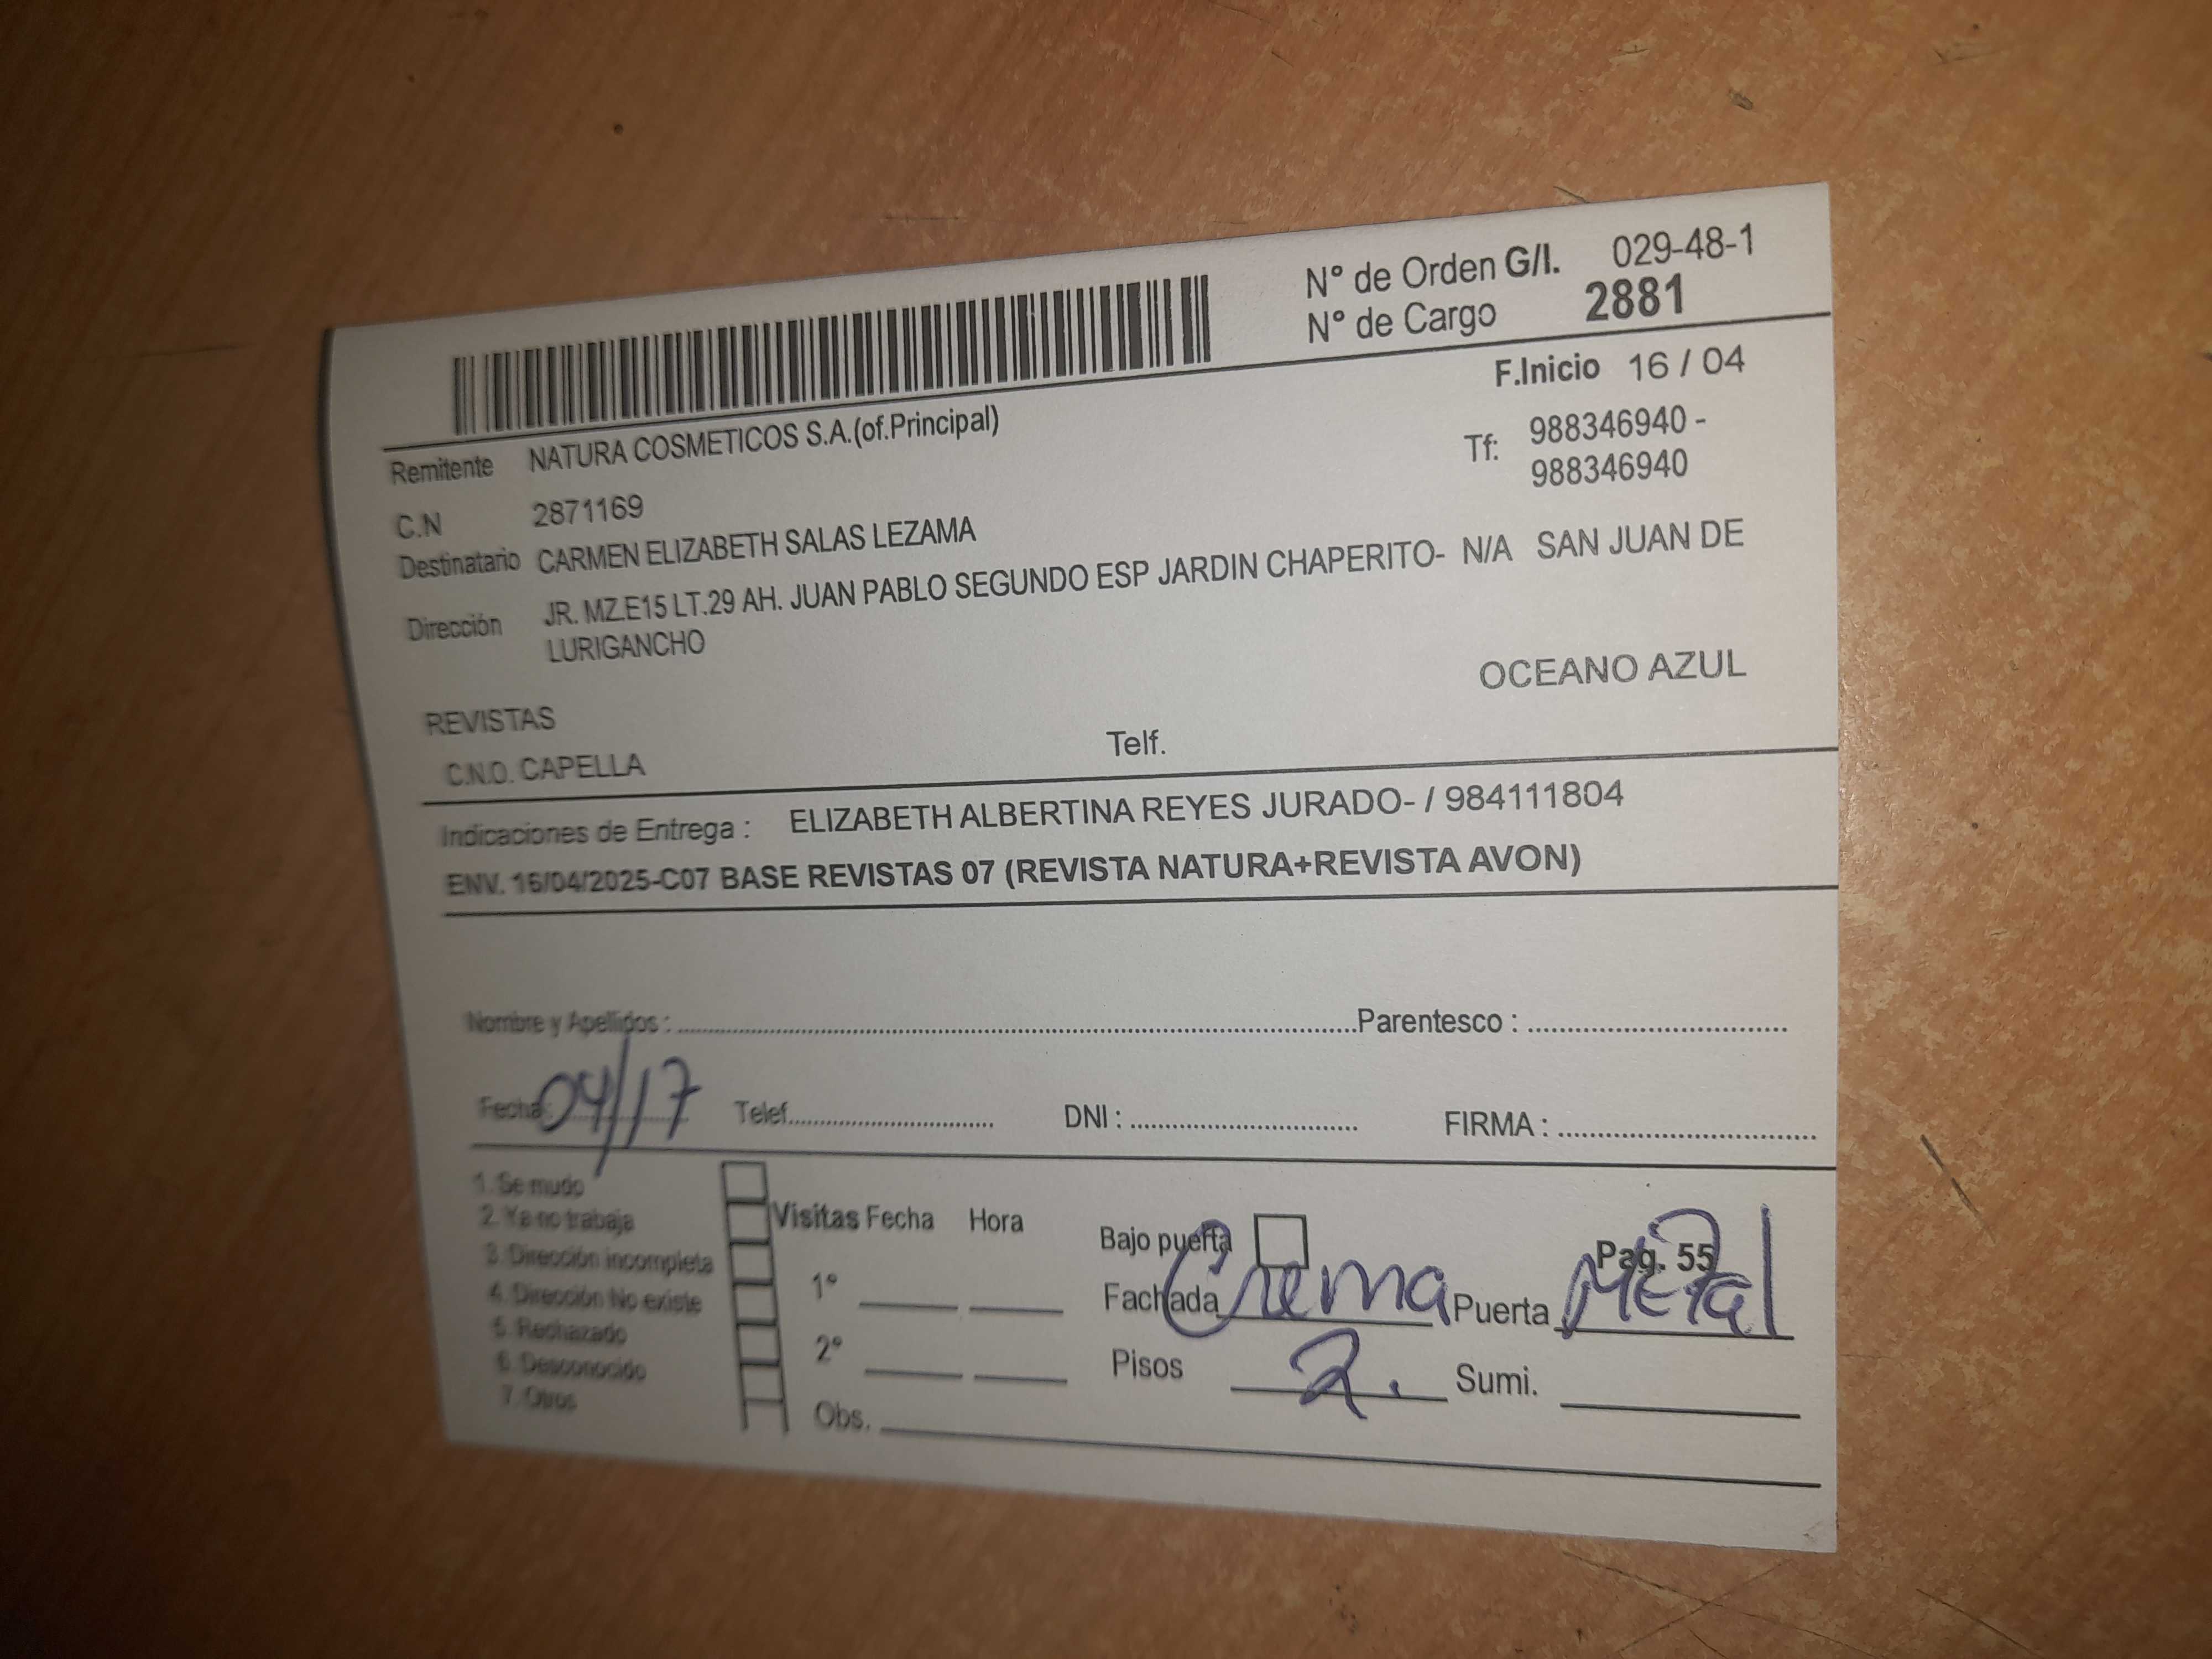 N° de Orden G/I. 029-48-1
N° de Cargo 2881
F.Inicio 16 / 04
Remitente NATURA COSMETICOS S.A.(of.Principal)
Tf: 988346940 -
988346940
C.N 2871169
Destinatario CARMEN ELIZABETH SALAS LEZAMA
Dirección JR. MZ.E15 LT.29 AH. JUAN PABLO SEGUNDO ESP JARDIN CHAPERITO- N/A SAN JUAN DE
LURIGANCHO
OCEANO AZUL
REVISTAS
C.N.O. CAPELLA Telf.
Indicaciones de Entrega : ELIZABETH ALBERTINA REYES JURADO- / 984111804
ENV. 16/04/2025-C07 BASE REVISTAS 07 (REVISTA NATURA+REVISTA AVON)
Nombre y Apellidos : Parentesco :
Fecha: 04/17 Telef. DNI : FIRMA :
1. Se mudo
2. Ya no trabaja
3. Dirección incompleta
4. Dirección No existe
5. Rechazado
6. Desconocido
7. Otros
Visitas Fecha Hora
1°
2°
Obs.
Bajo puerta Pag. 55
Fachada Crema Puerta Metal
Pisos 2. Sumi.